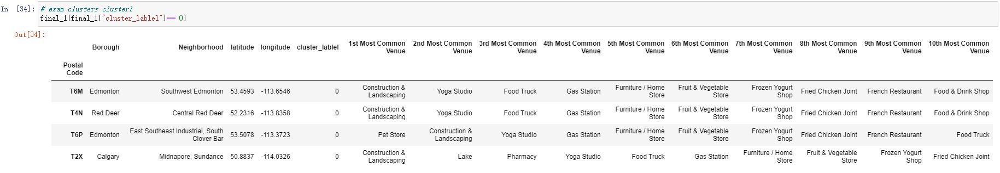 In [34]: # exam clusters cluster1
final_1[final_1["cluster_lable1"]== 0]
Out[34]:
Borough Neighborhood latitude longitude cluster_lable1 1st Most Common Venue 2nd Most Common Venue 3rd Most Common Venue 4th Most Common Venue 5th Most Common Venue 6th Most Common Venue 7th Most Common Venue 8th Most Common Venue 9th Most Common Venue 10th Most Common Venue
Postal Code
T6M Edmonton Southwest Edmonton 53.4593 -113.6546 0 Construction & Landscaping Yoga Studio Food Truck Gas Station Furniture / Home Store Fruit & Vegetable Store Frozen Yogurt Shop Fried Chicken Joint French Restaurant Food & Drink Shop
T4N Red Deer Central Red Deer 52.2316 -113.8358 0 Construction & Landscaping Yoga Studio Food Truck Gas Station Furniture / Home Store Fruit & Vegetable Store Frozen Yogurt Shop Fried Chicken Joint French Restaurant Food & Drink Shop
T6P Edmonton East Southeast Industrial, South Clover Bar 53.5078 -113.3723 0 Pet Store Construction & Landscaping Yoga Studio Gas Station Furniture / Home Store Fruit & Vegetable Store Frozen Yogurt Shop Fried Chicken Joint French Restaurant Food Truck
T2X Calgary Midnapore, Sundance 50.8837 -114.0326 0 Construction & Landscaping Lake Pharmacy Yoga Studio Food Truck Gas Station Furniture / Home Store Fruit & Vegetable Store Frozen Yogurt Shop Fried Chicken Joint